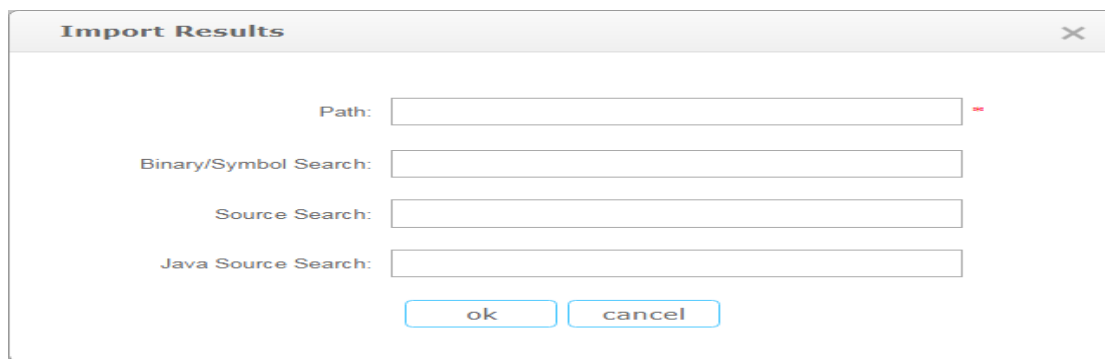 Import Results
Path: *
Binary/Symbol Search:
Source Search:
Java Source Search:
ok cancel